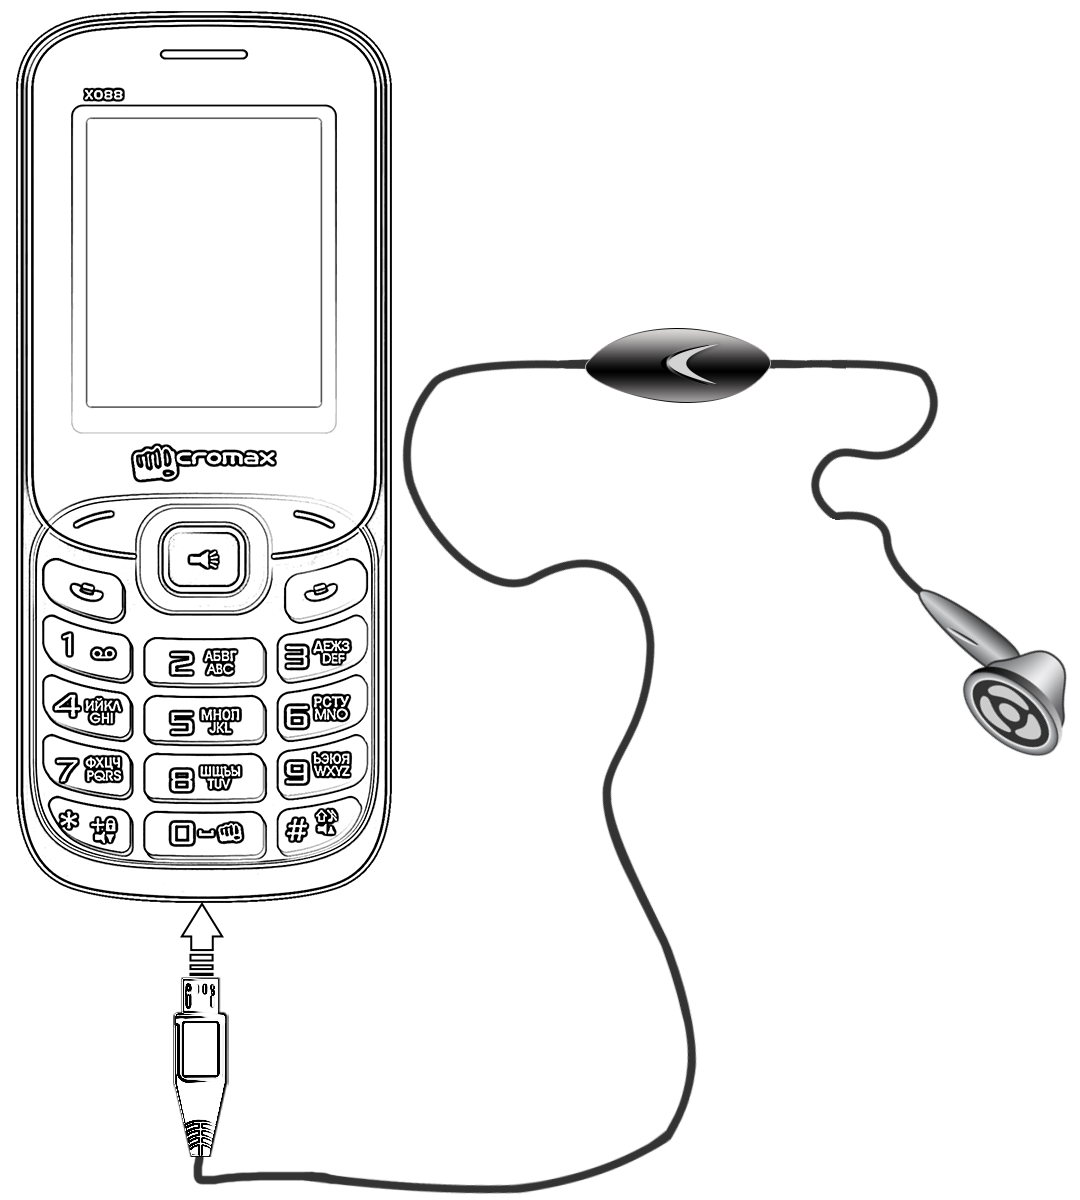 X088
cromax
1
2 АБВГ
ABC
3 ДЕЖЗ
DEF
4 ИЙКЛ
GHI
5 МНОП
JKL
6 РСТУ
MNO
7 ФХЦЧ
PQRS
8 ШЩЪЫ
TUV
9 ЬЭЮЯ
WXYZ
* +
0
#